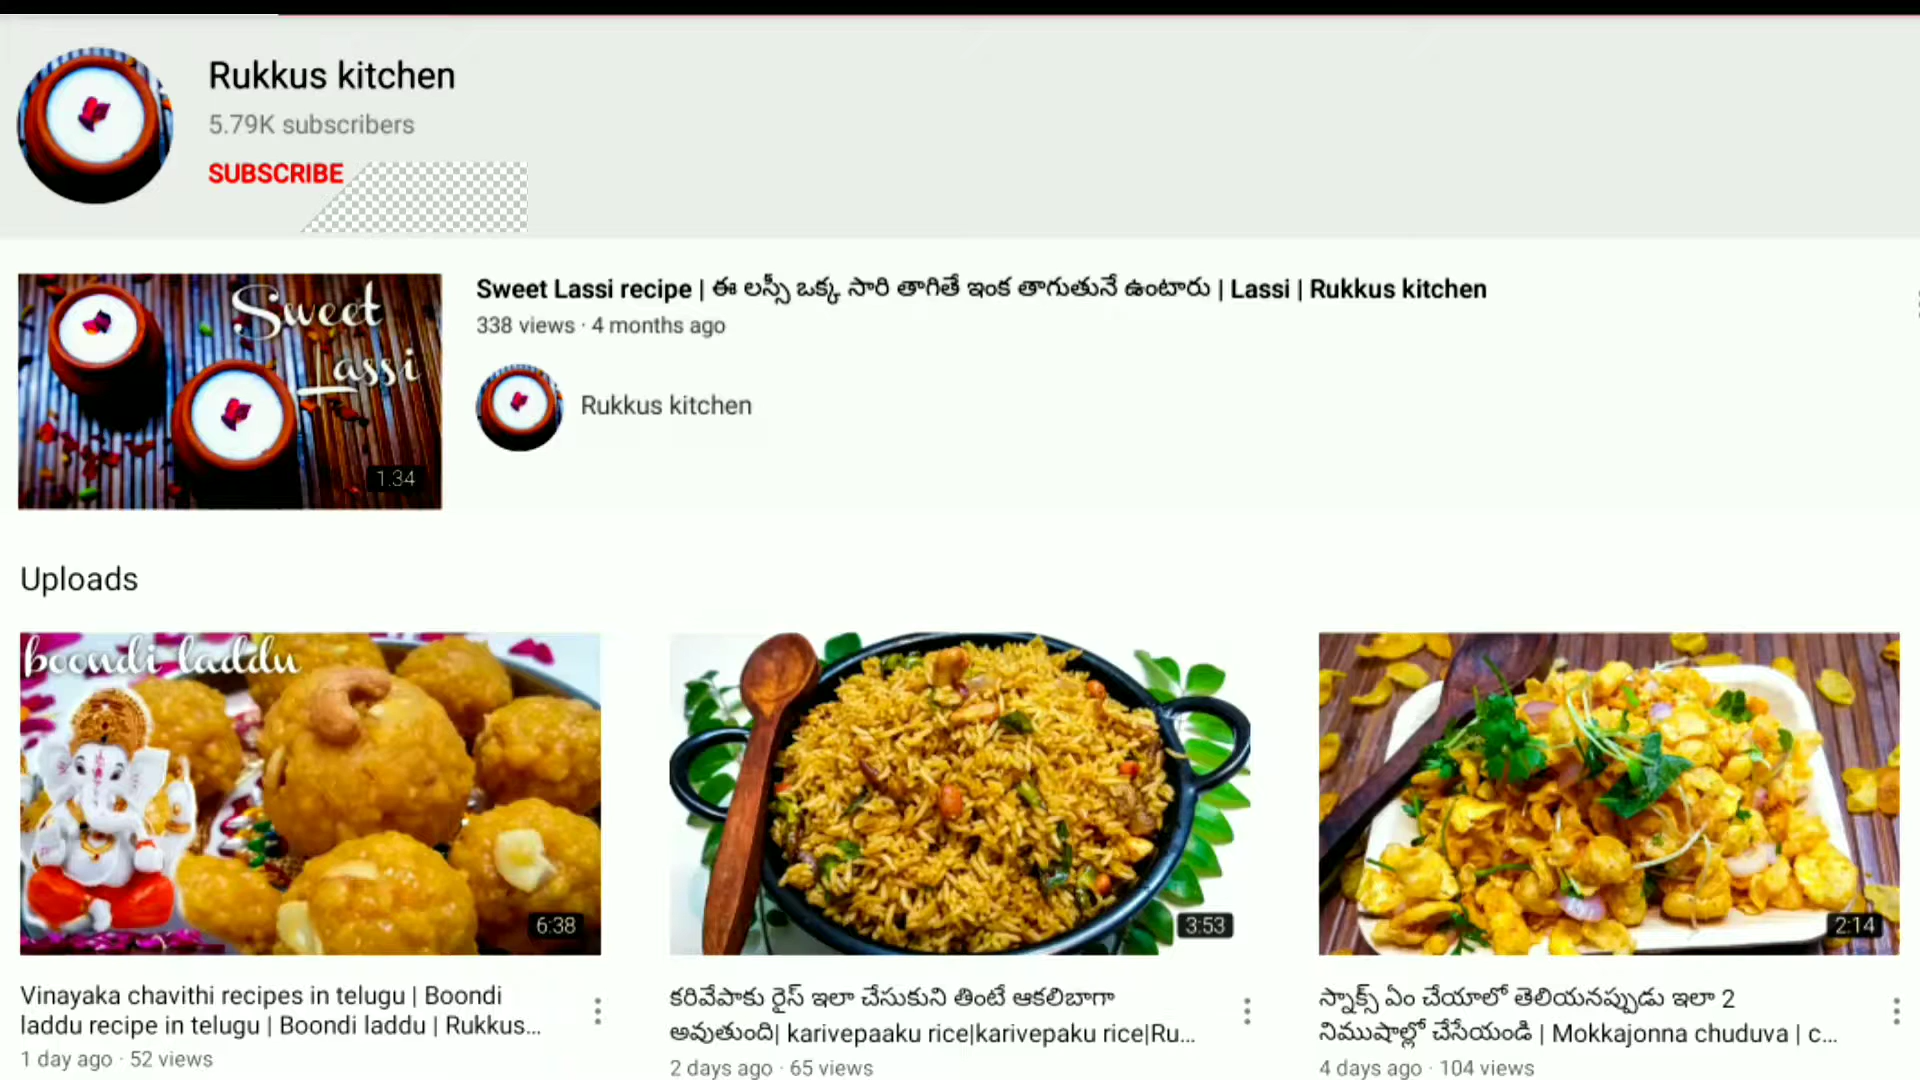 Rukkus kitchen
5.79K subscribers
SUBSCRIBE
Sweet
Lassi
1:34
Sweet Lassi recipe | ఈ లస్సీ ఒక్క సారి తాగితే ఇంక తాగుతునే ఉంటారు | Lassi | Rukkus kitchen
338 views · 4 months ago
Rukkus kitchen
Uploads
boondi laddu
6:38
Vinayaka chavithi recipes in telugu | Boondi
laddu recipe in telugu | Boondi laddu | Rukkus...
1 day ago · 52 views
3:53
కరివేపాకు రైస్ ఇలా చేసుకుని తింటే ఆకలిబాగా
అవుతుంది| karivepaaku rice|karivepaku rice|Ru...
2 days ago · 65 views
2:14
స్నాక్స్ ఏం చేయాలో తెలియనప్పుడు ఇలా 2
నిముషాల్లో చేసేయండి | Mokkajonna chuduva | c...
4 days ago · 104 views